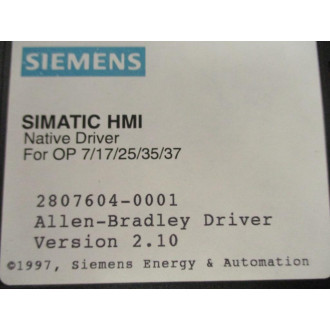 SIEMENS
SIMATIC HMI
Native Driver
For OP 7/17/25/35/37
2807604-0001
Allen-Bradley Driver
Version 2.10
©1997, Siemens Energy & Automation